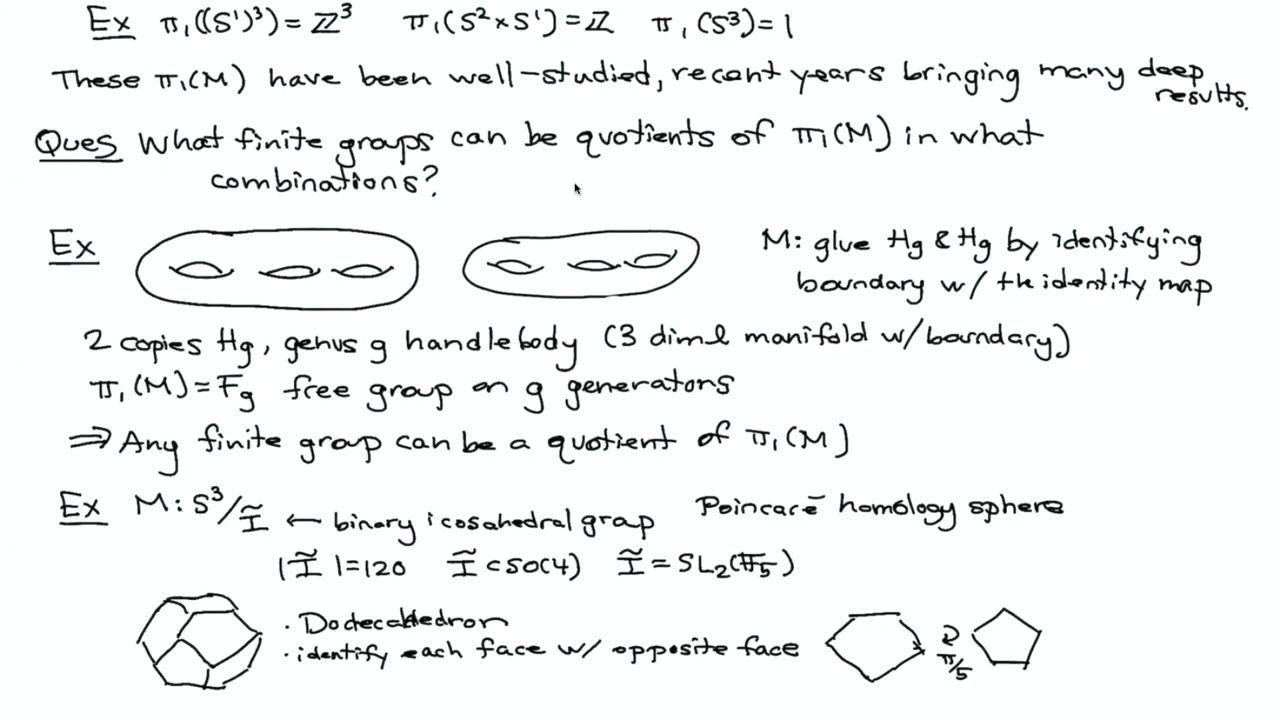 Ex π₁((S¹)³) = ℤ³ π₁(S²×S¹) = ℤ π₁(S³) = 1
These π₁(M) have been well-studied, recent years bringing many deep results.
Ques What finite groups can be quotients of π₁(M) in what
combinations?
Ex
M: glue Hg & Hg by identifying
boundary w/ the identity map
2 copies Hg, genus g handlebody (3 dim'l manifold w/ boundary)
π₁(M) = Fg free group on g generators
⇒ Any finite group can be a quotient of π₁(M)
Ex M: S³/Ĩ ← binary icosahedral group Poincaré homology sphere
|Ĩ| = 120 Ĩ ⊂ SO(4) Ĩ = SL₂(𝔽₅)
· Dodecahedron
· identify each face w/ opposite face
π/5